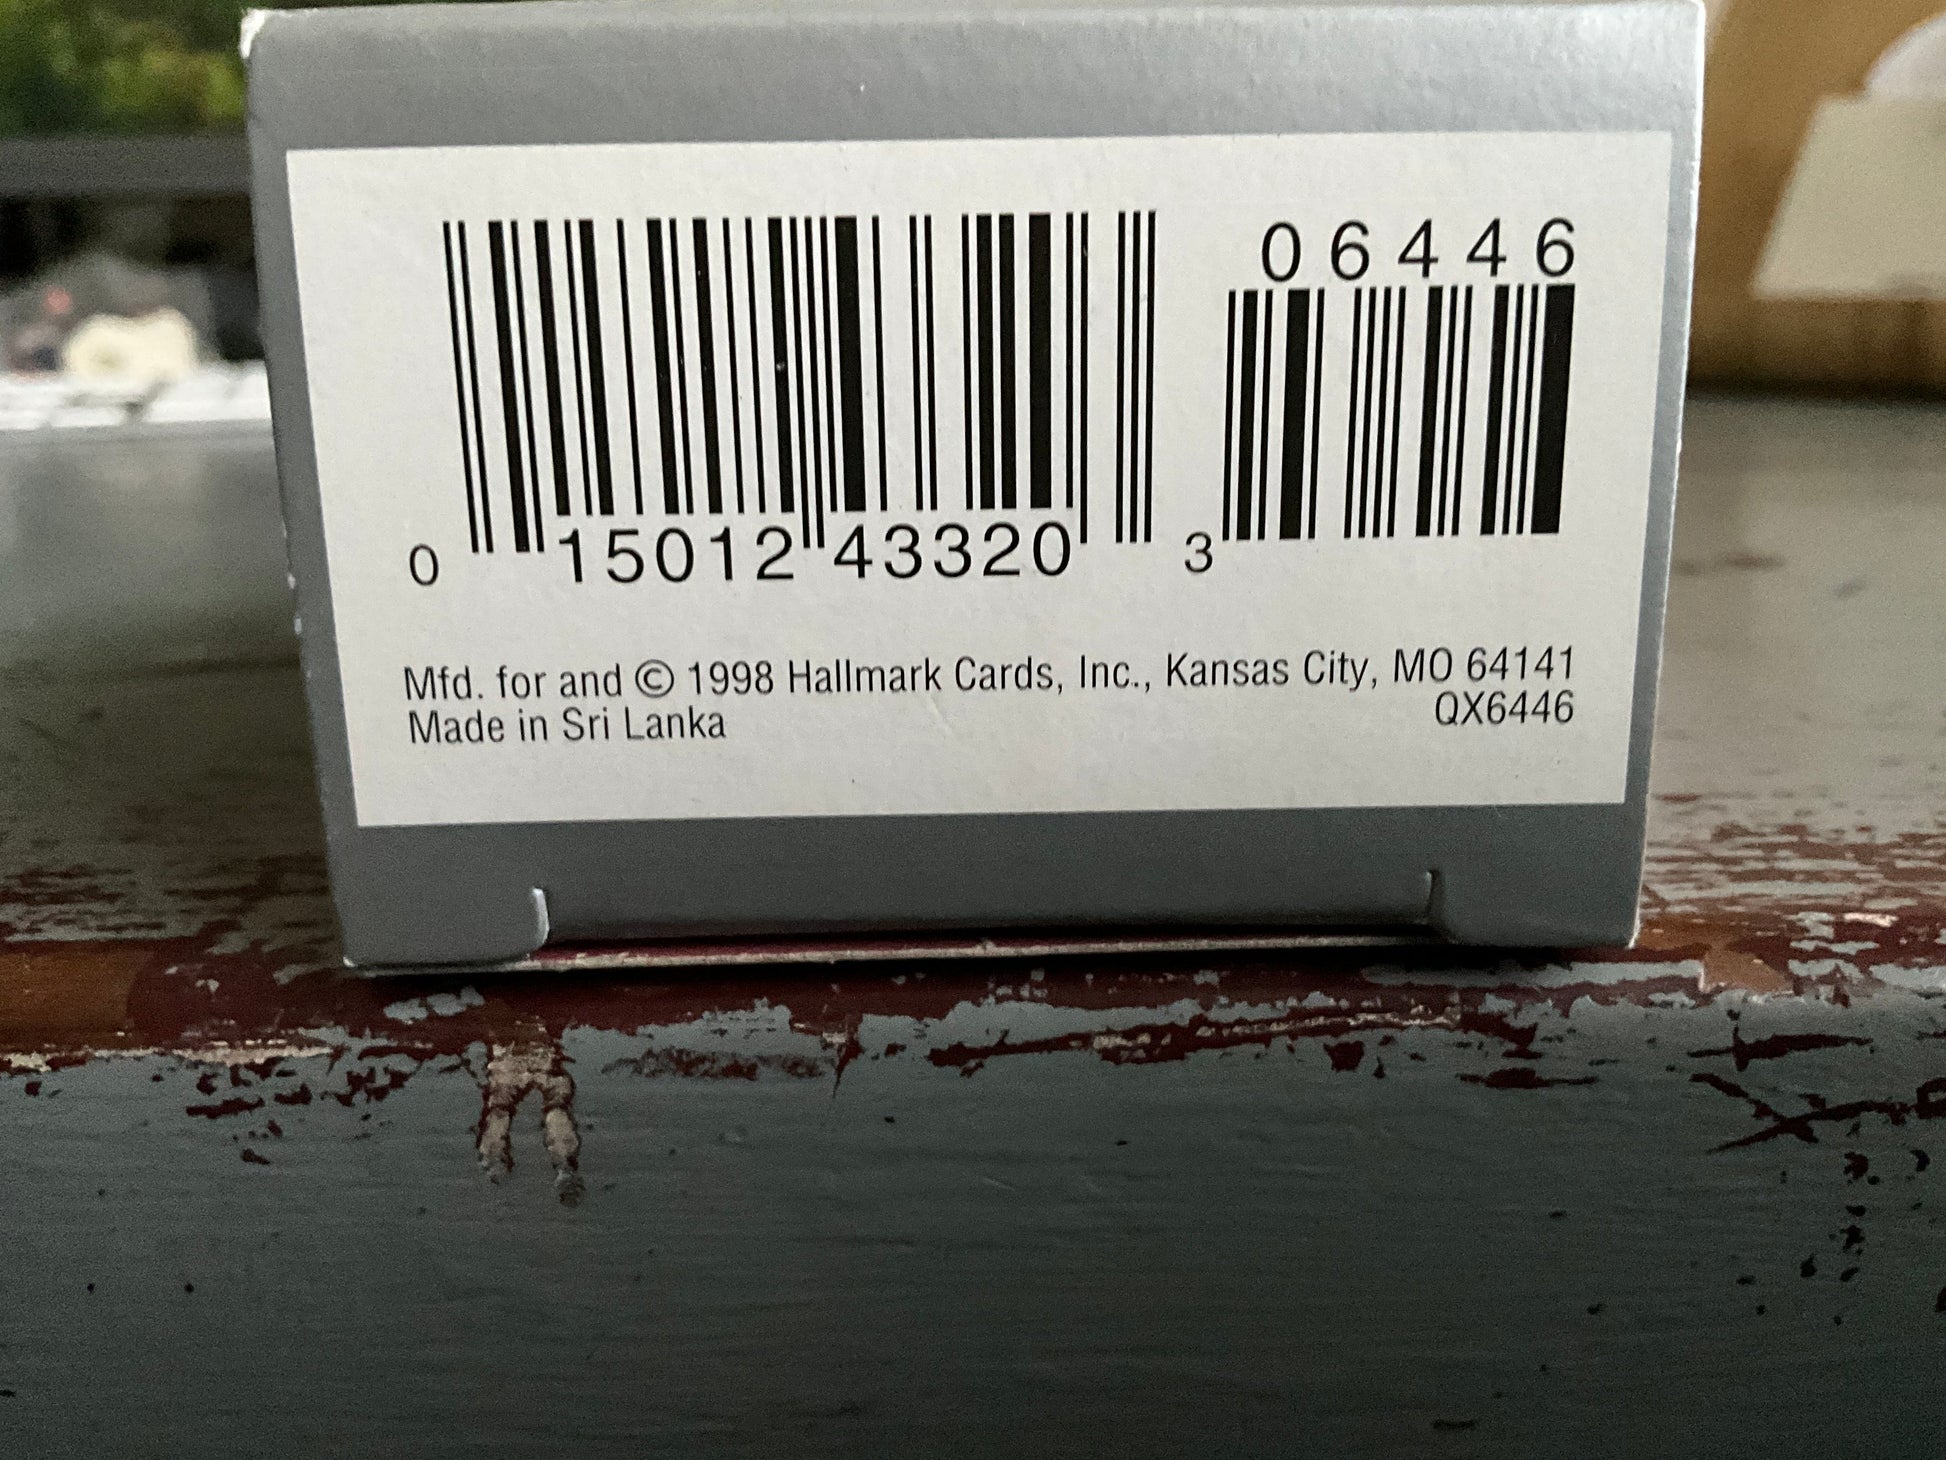 06446
0 15012 43320 3
Mfd. for and © 1998 Hallmark Cards, Inc., Kansas City, MO 64141
QX6446
Made in Sri Lanka